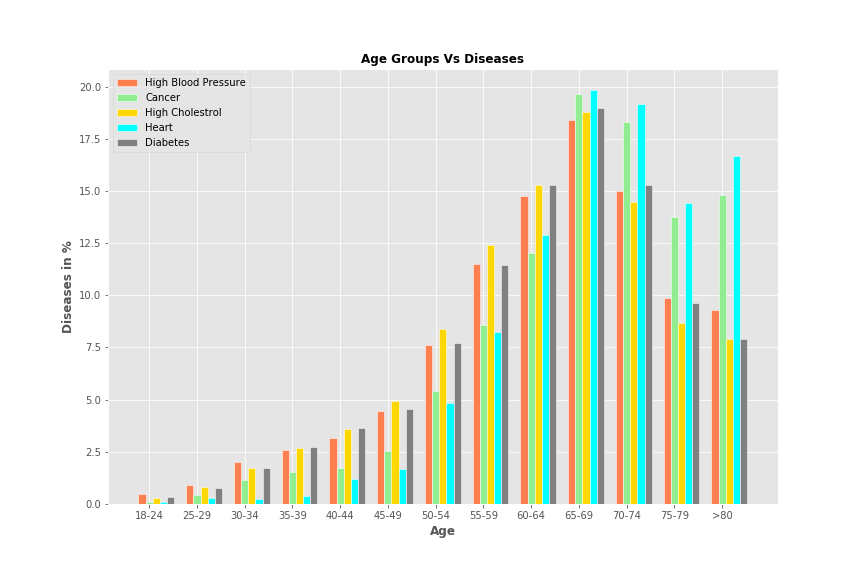 Age Groups Vs Diseases
High Blood Pressure
Cancer
High Cholestrol
Heart
Diabetes
Diseases in %
20.0
17.5
15.0
12.5
10.0
7.5
5.0
2.5
0.0
18-24 25-29 30-34 35-39 40-44 45-49 50-54 55-59 60-64 65-69 70-74 75-79 >80
Age